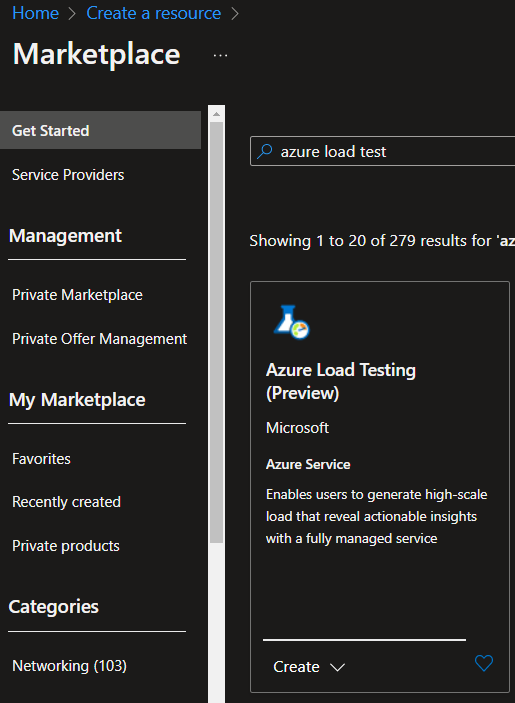 Home > Create a resource >
Marketplace ...
Get Started
Service Providers
Management
Private Marketplace
Private Offer Management
My Marketplace
Favorites
Recently created
Private products
Categories
Networking (103)
azure load test
Showing 1 to 20 of 279 results for 'az
Azure Load Testing
(Preview)
Microsoft
Azure Service
Enables users to generate high-scale
load that reveal actionable insights
with a fully managed service
Create